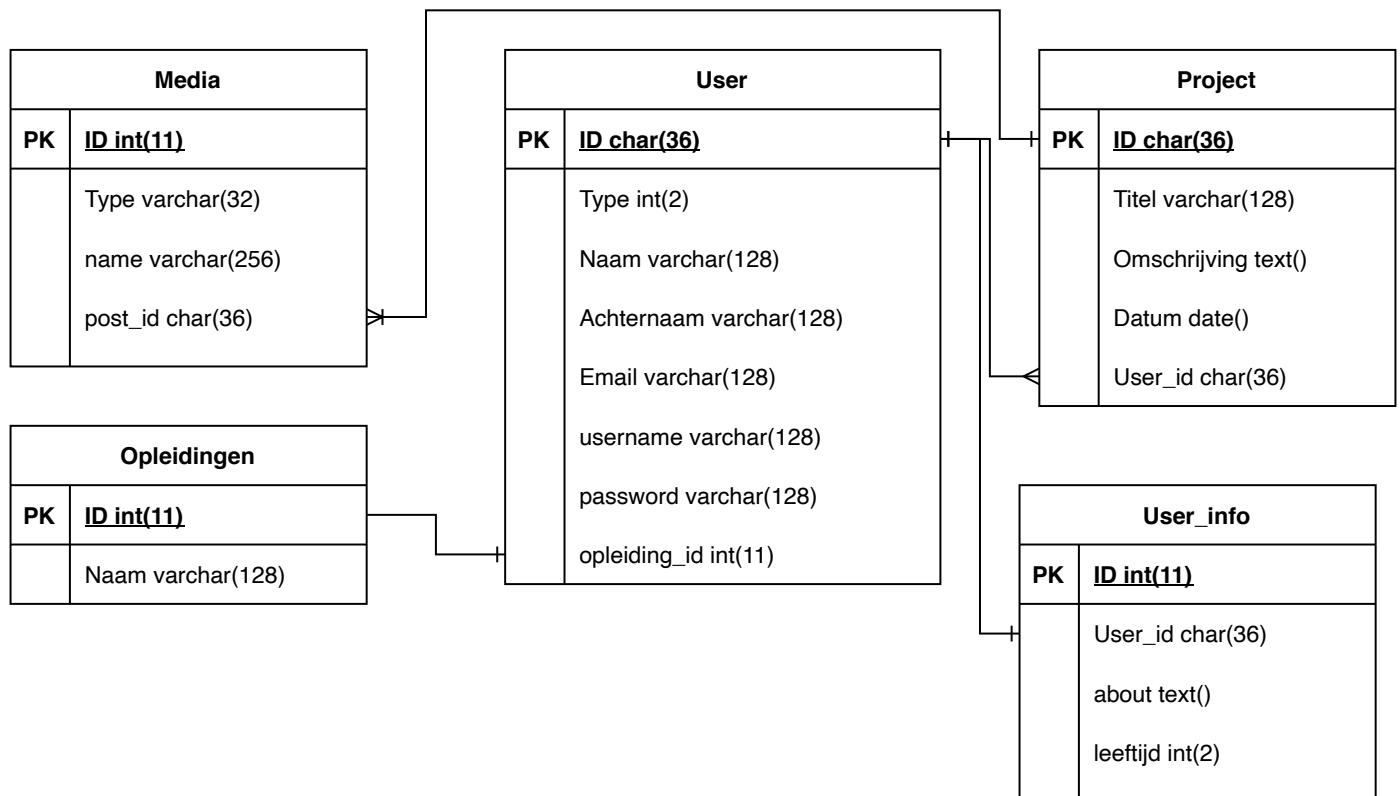 Media
PK ID int(11)
Type varchar(32)
name varchar(256)
post_id char(36)
User
PK ID char(36)
Type int(2)
Naam varchar(128)
Achternaam varchar(128)
Email varchar(128)
username varchar(128)
password varchar(128)
opleiding_id int(11)
Project
PK ID char(36)
Titel varchar(128)
Omschrijving text()
Datum date()
User_id char(36)
Opleidingen
PK ID int(11)
Naam varchar(128)
User_info
PK ID int(11)
User_id char(36)
about text()
leeftijd int(2)